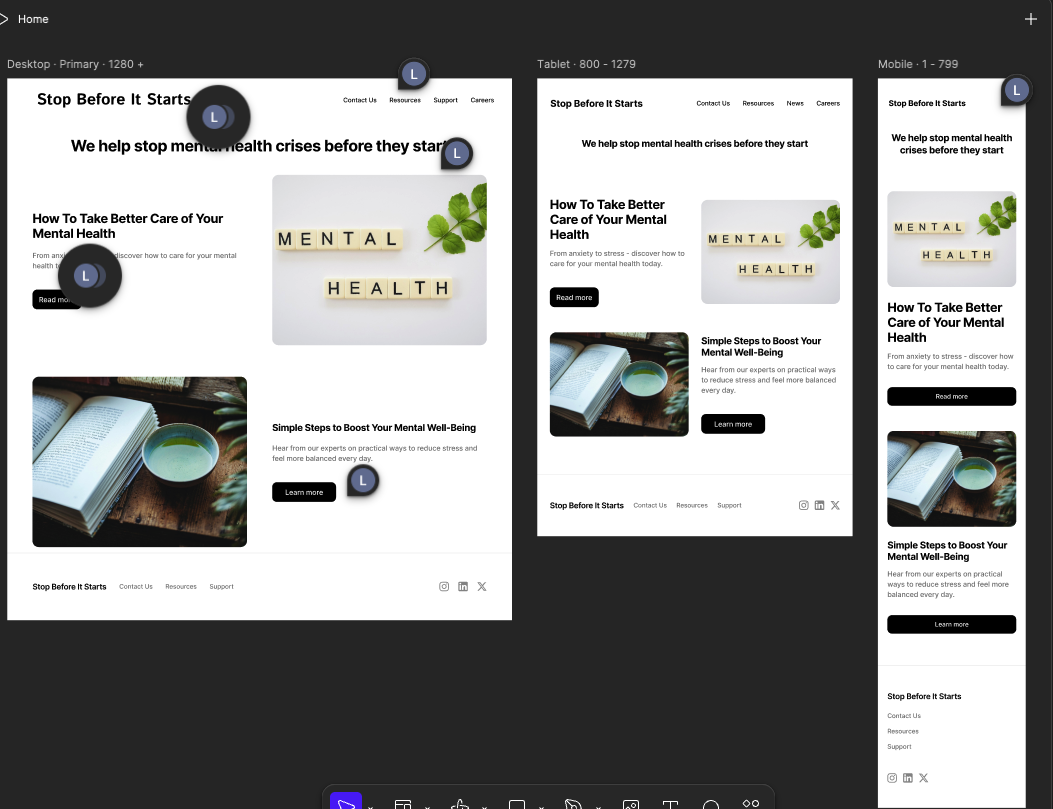 Home
Desktop · Primary · 1280 +
Stop Before It Starts
L
L
Contact Us
Resources
Support
Careers
We help stop mental health crises before they start
L
How To Take Better Care of Your
Mental Health
From anxi
discover how to care for your mental
health
L
Read more
MENTAL
HEALTH
Simple Steps to Boost Your Mental Well-Being
Hear from our experts on practical ways to reduce stress and
feel more balanced every day.
Learn more
L
Stop Before It Starts
Contact Us
Resources
Support
Tablet · 800 - 1279
Stop Before It Starts
Contact Us
Resources
News
Careers
We help stop mental health crises before they start
How To Take Better
Care of Your Mental
Health
From anxiety to stress - discover how to
care for your mental health today.
Read more
MENTAL
HEALTH
Simple Steps to Boost Your
Mental Well-Being
Hear from our experts on practical ways
to reduce stress and feel more balanced
every day.
Learn more
Stop Before It Starts
Contact Us
Resources
Support
Mobile · 1 - 799
L
Stop Before It Starts
We help stop mental health
crises before they start
MENTAL
HEALTH
How To Take Better
Care of Your Mental
Health
From anxiety to stress - discover how
to care for your mental health today.
Read more
Simple Steps to Boost Your
Mental Well-Being
Hear from our experts on practical
ways to reduce stress and feel more
balanced every day.
Learn more
Stop Before It Starts
Contact Us
Resources
Support